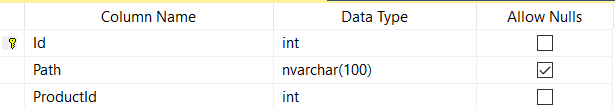 Column Name Data Type Allow Nulls
Id int
Path nvarchar(100)
ProductId int